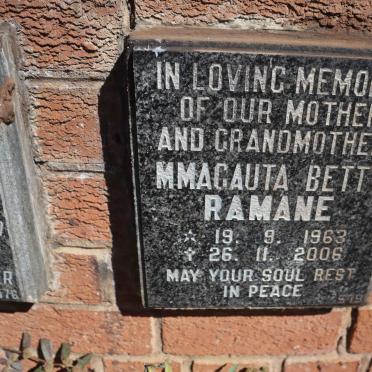 IN LOVING MEMO
OF OUR MOTHER
AND GRANDMOTHE
MMAGAUTA BETT
RAMANE
☆ 19. 9. 1963
✝ 26. 11. 2006
MAY YOUR SOUL REST
IN PEACE